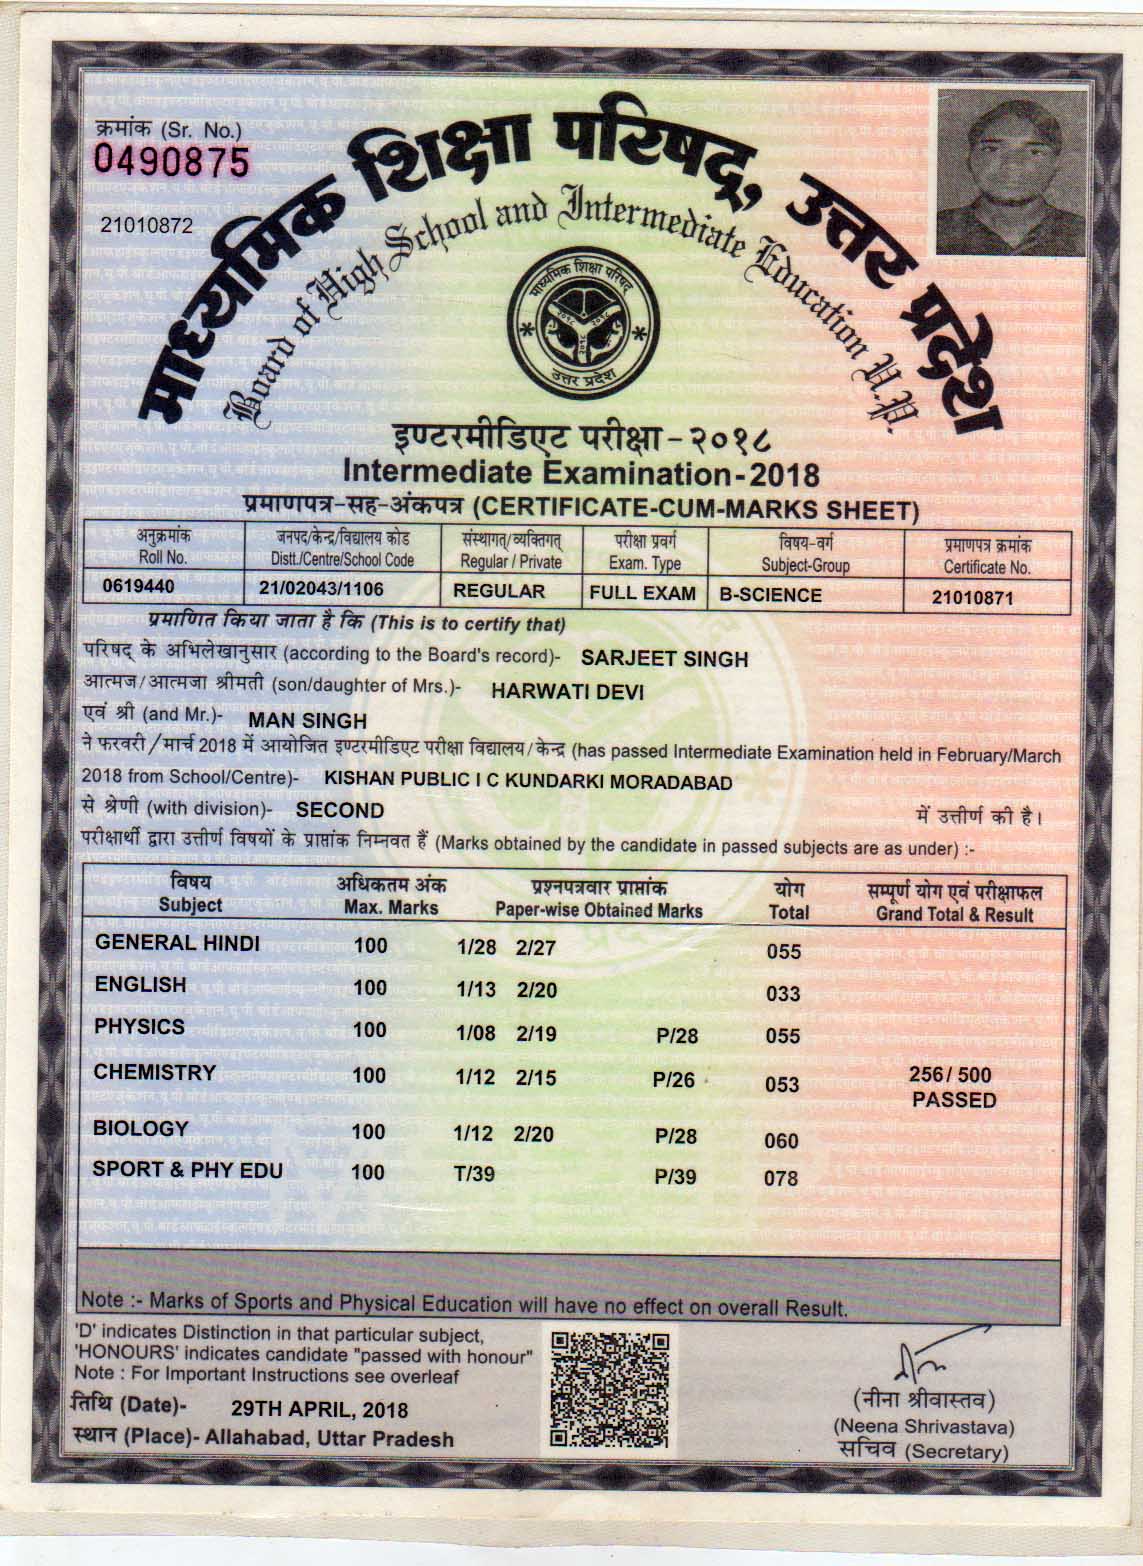 क्रमांक (Sr. No.)
0490875
21010872
माध्यमिक शिक्षा परिषद्, उत्तर प्रदेश
Board of High School and Intermediate Education U.P.
माध्यमिक शिक्षा परिषद्
उत्तर प्रदेश
इण्टरमीडिएट परीक्षा-२०१८
Intermediate Examination-2018
प्रमाणपत्र-सह-अंकपत्र (CERTIFICATE-CUM-MARKS SHEET)
अनुक्रमांक जनपद/केन्द्र/विद्यालय कोड संस्थागत्/व्यक्तिगत् परीक्षा प्रवर्ग विषय-वर्ग प्रमाणपत्र क्रमांक
Roll No. Distt./Centre/School Code Regular / Private Exam. Type Subject-Group Certificate No.
0619440 21/02043/1106 REGULAR FULL EXAM B-SCIENCE 21010871
प्रमाणित किया जाता है कि (This is to certify that)
परिषद् के अभिलेखानुसार (according to the Board's record)- SARJEET SINGH
आत्मज/आत्मजा श्रीमती (son/daughter of Mrs.)- HARWATI DEVI
एवं श्री (and Mr.)- MAN SINGH
ने फरवरी/मार्च 2018 में आयोजित इण्टरमीडिएट परीक्षा विद्यालय/केन्द्र (has passed Intermediate Examination held in February/March
2018 from School/Centre)- KISHAN PUBLIC I C KUNDARKI MORADABAD
से श्रेणी (with division)- SECOND में उत्तीर्ण की है।
परीक्षार्थी द्वारा उत्तीर्ण विषयों के प्राप्तांक निम्नवत हैं (Marks obtained by the candidate in passed subjects are as under) :-
विषय अधिकतम अंक प्रश्नपत्रवार प्राप्तांक योग सम्पूर्ण योग एवं परीक्षाफल
Subject Max. Marks Paper-wise Obtained Marks Total Grand Total & Result
GENERAL HINDI 100 1/28 2/27 055
ENGLISH 100 1/13 2/20 033
PHYSICS 100 1/08 2/19 P/28 055
CHEMISTRY 100 1/12 2/15 P/26 053 256/ 500
PASSED
BIOLOGY 100 1/12 2/20 P/28 060
SPORT & PHY EDU 100 T/39 P/39 078
Note :- Marks of Sports and Physical Education will have no effect on overall Result.
'D' indicates Distinction in that particular subject,
'HONOURS' indicates candidate "passed with honour"
Note : For Important Instructions see overleaf
तिथि (Date)- 29TH APRIL, 2018
स्थान (Place)- Allahabad, Uttar Pradesh
(नीना श्रीवास्तव)
(Neena Shrivastava)
सचिव (Secretary)